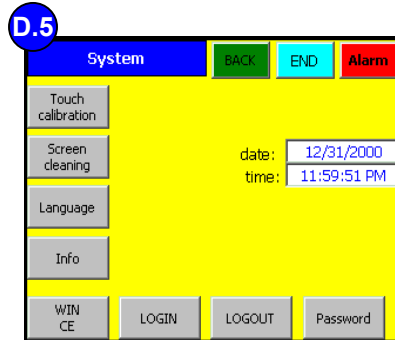 D.5
System BACK END Alarm
Touch
calibration
Screen
cleaning
date: 12/31/2000
time: 11:59:51 PM
Language
Info
WIN
CE
LOGIN LOGOUT Password